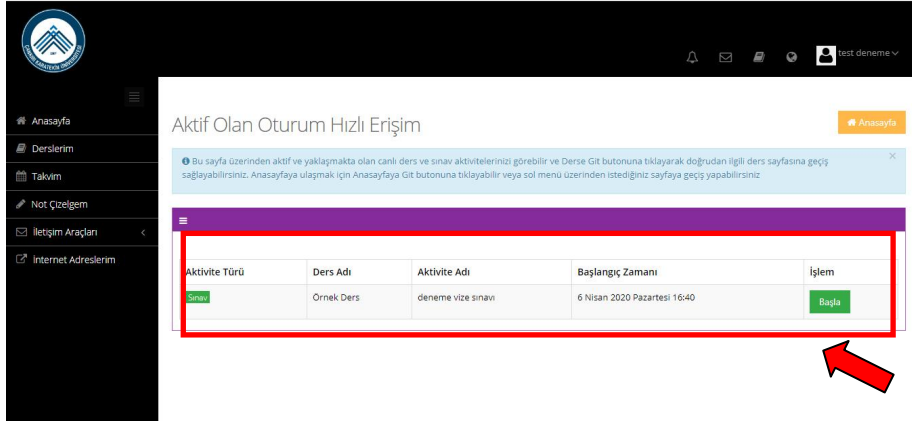 test deneme
Anasayfa
Derslerim
Takvim
Not Çizelgem
İletişim Araçları
İnternet Adreslerim
Aktif Olan Oturum Hızlı Erişim
Anasayfa
Bu sayfa üzerinden aktif ve yaklaşmakta olan canlı ders ve sınav aktivitelerinizi görebilir ve Derse Git butonuna tıklayarak doğrudan ilgili ders sayfasına geçiş
sağlayabilirsiniz. Anasayfaya ulaşmak için Anasayfaya Git butonuna tıklayabilir veya sol menü üzerinden istediğiniz sayfaya geçiş yapabilirsiniz
Aktivite Türü Ders Adı Aktivite Adı Başlangıç Zamanı İşlem
Sınav Örnek Ders deneme vize sınavı 6 Nisan 2020 Pazartesi 16:40 Başla